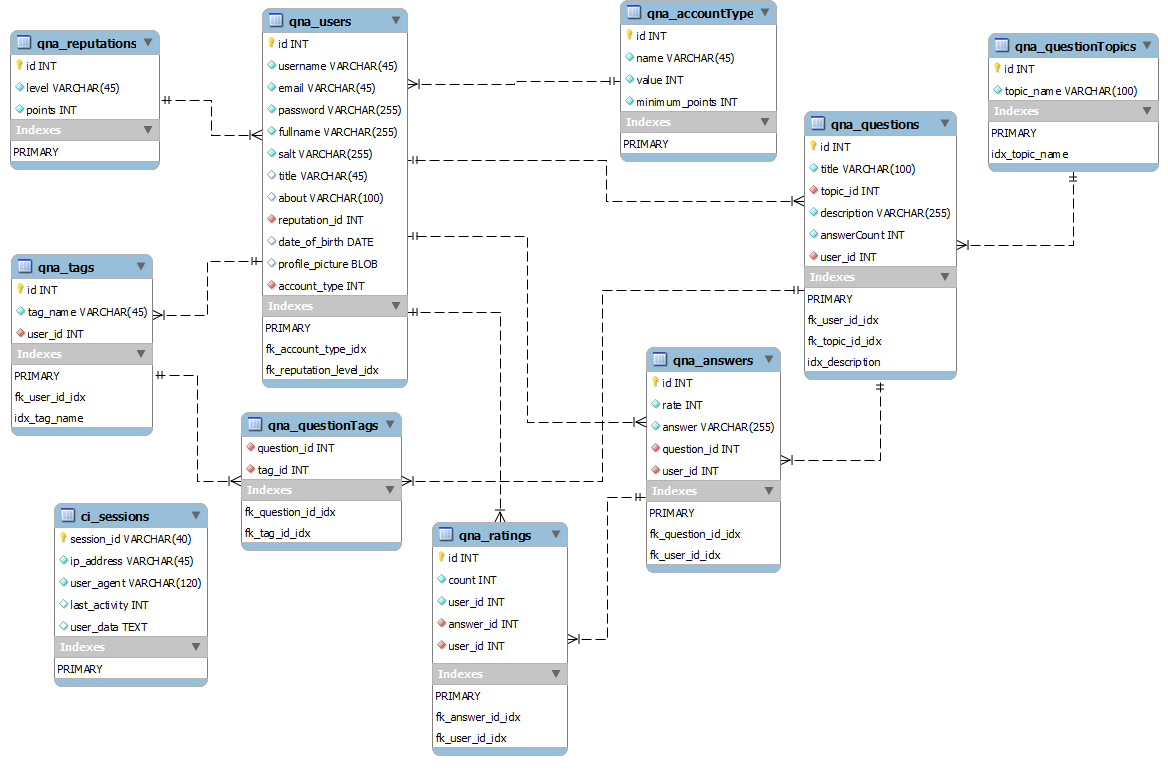 qna_reputations
id INT
level VARCHAR(45)
points INT
Indexes
PRIMARY
qna_users
id INT
username VARCHAR(45)
email VARCHAR(45)
password VARCHAR(255)
fullname VARCHAR(255)
salt VARCHAR(255)
title VARCHAR(45)
about VARCHAR(100)
reputation_id INT
date_of_birth DATE
profile_picture BLOB
account_type INT
Indexes
PRIMARY
fk_account_type_idx
fk_reputation_level_idx
qna_accountType
id INT
name VARCHAR(45)
value INT
minimum_points INT
Indexes
PRIMARY
qna_questionTopics
id INT
topic_name VARCHAR(100)
Indexes
PRIMARY
idx_topic_name
qna_questions
id INT
title VARCHAR(100)
topic_id INT
description VARCHAR(255)
answerCount INT
user_id INT
Indexes
PRIMARY
fk_user_id_idx
fk_topic_id_idx
idx_description
qna_tags
id INT
tag_name VARCHAR(45)
user_id INT
Indexes
PRIMARY
fk_user_id_idx
idx_tag_name
qna_answers
id INT
rate INT
answer VARCHAR(255)
question_id INT
user_id INT
Indexes
PRIMARY
fk_question_id_idx
fk_user_id_idx
qna_questionTags
question_id INT
tag_id INT
Indexes
fk_question_id_idx
fk_tag_id_idx
ci_sessions
session_id VARCHAR(40)
ip_address VARCHAR(45)
user_agent VARCHAR(120)
last_activity INT
user_data TEXT
Indexes
PRIMARY
qna_ratings
id INT
count INT
user_id INT
answer_id INT
user_id INT
Indexes
PRIMARY
fk_answer_id_idx
fk_user_id_idx